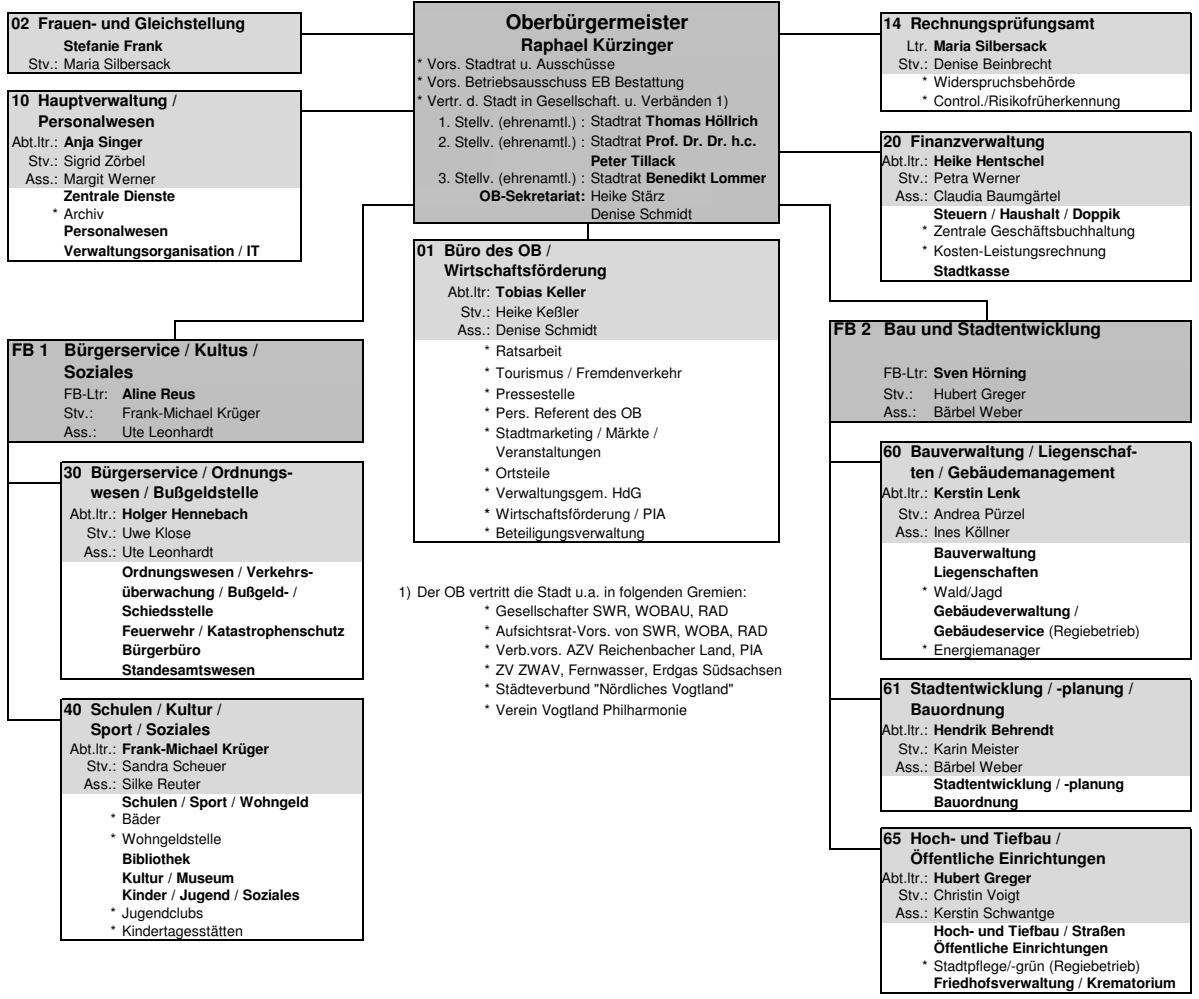 02 Frauen- und Gleichstellung
Stefanie Frank
Stv.: Maria Silbersack
10 Hauptverwaltung /
Personalwesen
Abt.ltr.: Anja Singer
Stv.: Sigrid Zörbel
Ass.: Margit Werner
Zentrale Dienste
* Archiv
Personalwesen
Verwaltungsorganisation / IT
Oberbürgermeister
Raphael Kürzinger
* Vors. Stadtrat u. Ausschüsse
* Vors. Betriebsausschuss EB Bestattung
* Vertr. d. Stadt in Gesellschaft. u. Verbänden 1)
1. Stellv. (ehrenamtl.) : Stadtrat Thomas Höllrich
2. Stellv. (ehrenamtl.) : Stadtrat Prof. Dr. Dr. h.c.
Peter Tillack
3. Stellv. (ehrenamtl.) : Stadtrat Benedikt Lommer
OB-Sekretariat: Heike Stärz
Denise Schmidt
14 Rechnungsprüfungsamt
Ltr. Maria Silbersack
Stv.: Denise Beinbrecht
* Widerspruchsbehörde
* Control./Risikofrüherkennung
20 Finanzverwaltung
Abt.ltr.: Heike Hentschel
Stv.: Petra Werner
Ass.: Claudia Baumgärtel
Steuern / Haushalt / Doppik
* Zentrale Geschäftsbuchhaltung
* Kosten-Leistungsrechnung
Stadtkasse
01 Büro des OB /
Wirtschaftsförderung
Abt.ltr: Tobias Keller
Stv.: Heike Keßler
Ass.: Denise Schmidt
* Ratsarbeit
* Tourismus / Fremdenverkehr
* Pressestelle
* Pers. Referent des OB
* Stadtmarketing / Märkte /
Veranstaltungen
* Ortsteile
* Verwaltungsgem. HdG
* Wirtschaftsförderung / PIA
* Beteiligungsverwaltung
FB 1 Bürgerservice / Kultus /
Soziales
FB-Ltr: Aline Reus
Stv.: Frank-Michael Krüger
Ass.: Ute Leonhardt
30 Bürgerservice / Ordnungs-
wesen / Bußgeldstelle
Abt.ltr.: Holger Hennebach
Stv.: Uwe Klose
Ass.: Ute Leonhardt
Ordnungswesen / Verkehrs-
überwachung / Bußgeld- /
Schiedsstelle
Feuerwehr / Katastrophenschutz
Bürgerbüro
Standesamtswesen
40 Schulen / Kultur /
Sport / Soziales
Abt.ltr.: Frank-Michael Krüger
Stv.: Sandra Scheuer
Ass.: Silke Reuter
Schulen / Sport / Wohngeld
* Bäder
* Wohngeldstelle
Bibliothek
Kultur / Museum
Kinder / Jugend / Soziales
* Jugendclubs
* Kindertagesstätten
1) Der OB vertritt die Stadt u.a. in folgenden Gremien:
* Gesellschafter SWR, WOBAU, RAD
* Aufsichtsrat-Vors. von SWR, WOBA, RAD
* Verb.vors. AZV Reichenbacher Land, PIA
* ZV ZWAV, Fernwasser, Erdgas Südsachsen
* Städteverbund "Nördliches Vogtland"
* Verein Vogtland Philharmonie
FB 2 Bau und Stadtentwicklung
FB-Ltr: Sven Hörning
Stv.: Hubert Greger
Ass.: Bärbel Weber
60 Bauverwaltung / Liegenschaf-
ten / Gebäudemanagement
Abt.ltr.: Kerstin Lenk
Stv.: Andrea Pürzel
Ass.: Ines Köllner
Bauverwaltung
Liegenschaften
* Wald/Jagd
Gebäudeverwaltung /
Gebäudeservice (Regiebetrieb)
* Energiemanager
61 Stadtentwicklung / -planung /
Bauordnung
Abt.ltr.: Hendrik Behrendt
Stv.: Karin Meister
Ass.: Bärbel Weber
Stadtentwicklung / -planung
Bauordnung
65 Hoch- und Tiefbau /
Öffentliche Einrichtungen
Abt.ltr.: Hubert Greger
Stv.: Christin Voigt
Ass.: Kerstin Schwantge
Hoch- und Tiefbau / Straßen
Öffentliche Einrichtungen
* Stadtpflege/-grün (Regiebetrieb)
Friedhofsverwaltung / Krematorium